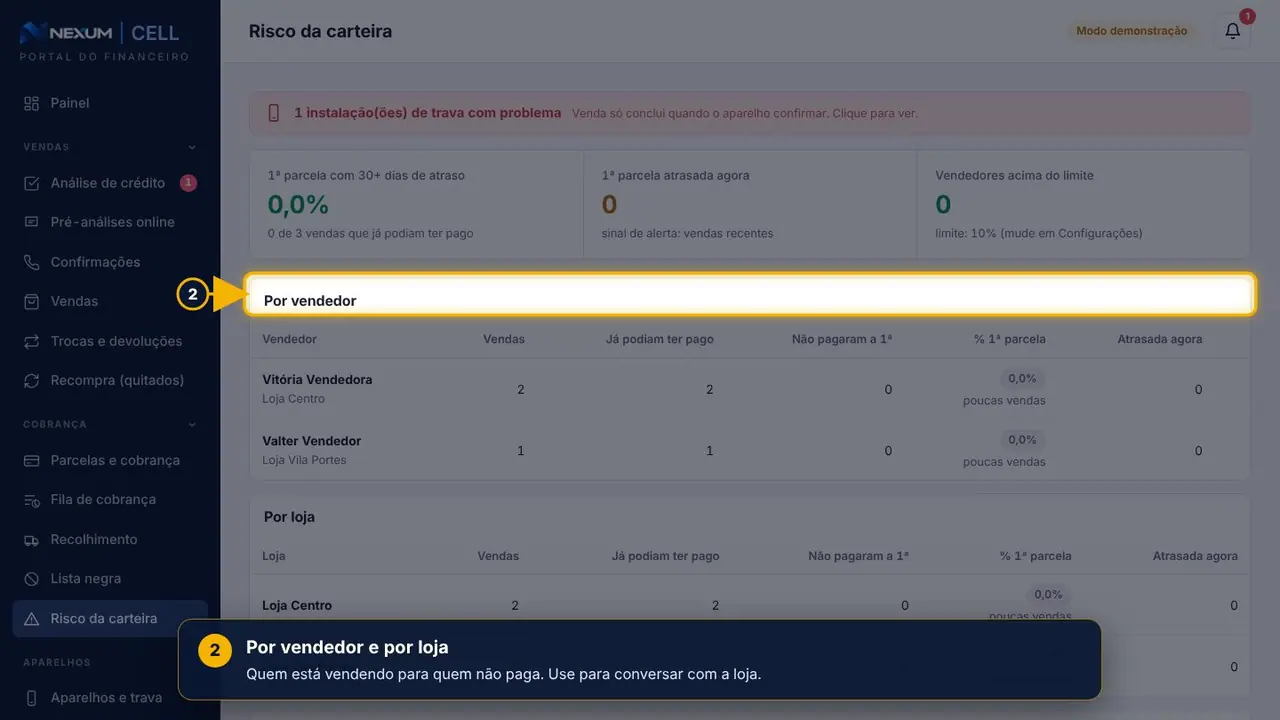 NEXUM | CELL
PORTAL DO FINANCEIRO
Painel
VENDAS
Análise de crédito 1
Pré-análises online
Confirmações
Vendas
Trocas e devoluções
Recompra (quitados)
COBRANÇA
Parcelas e cobrança
Fila de cobrança
Recolhimento
Lista negra
Risco da carteira
APARELHOS
Aparelhos e trava
Risco da carteira
Modo demonstração
1
1 instalação(ões) de trava com problema Venda só conclui quando o aparelho confirmar. Clique para ver.
1ª parcela com 30+ dias de atraso
0,0%
0 de 3 vendas que já podiam ter pago
1ª parcela atrasada agora
0
sinal de alerta: vendas recentes
Vendedores acima do limite
0
limite: 10% (mude em Configurações)
2
Por vendedor
Vendedor Vendas Já podiam ter pago Não pagaram a 1ª % 1ª parcela Atrasada agora
Vitória Vendedora
Loja Centro
2 2 0 0,0% 0
poucas vendas
Valter Vendedor
Loja Vila Portes
1 1 0 0,0% 0
poucas vendas
Por loja
Loja Vendas Já podiam ter pago Não pagaram a 1ª % 1ª parcela Atrasada agora
Loja Centro 2 2 0 0,0% 0
poucas vendas
0
2
Por vendedor e por loja
Quem está vendendo para quem não paga. Use para conversar com a loja.